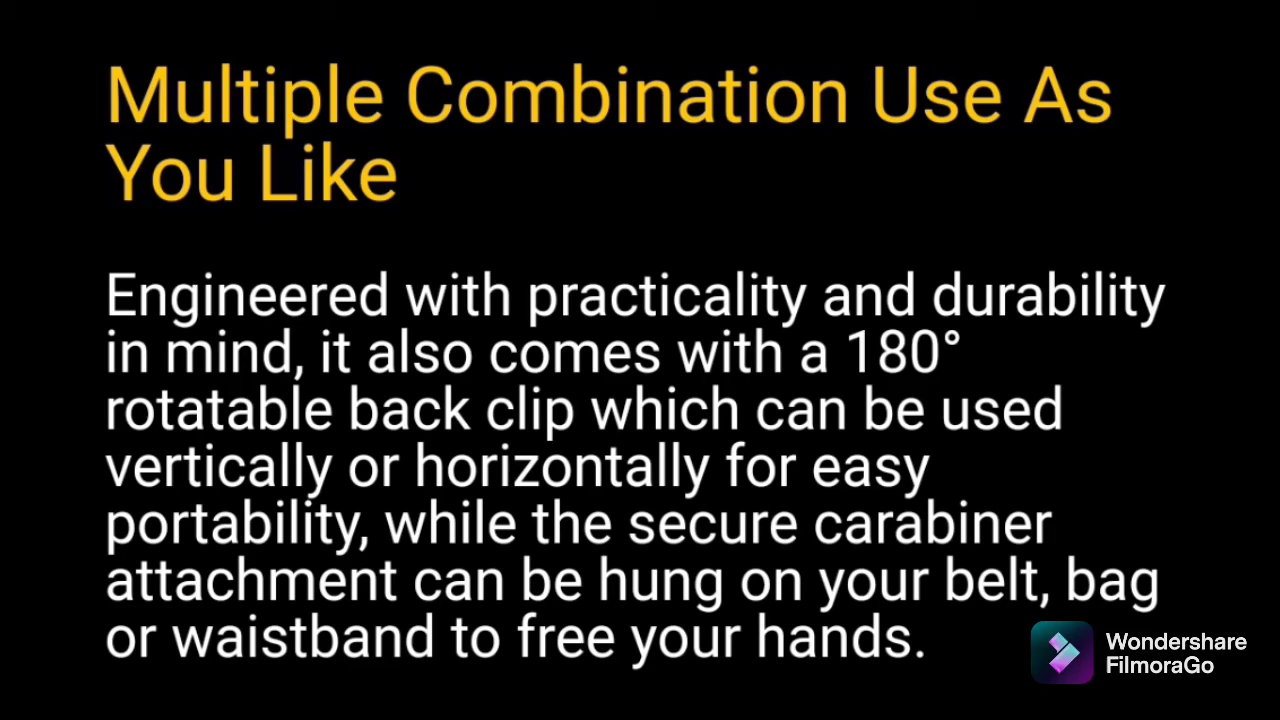 Multiple Combination Use As
You Like
Engineered with practicality and durability
in mind, it also comes with a 180°
rotatable back clip which can be used
vertically or horizontally for easy
portability, while the secure carabiner
attachment can be hung on your belt, bag
or waistband to free your hands.
Wondershare
FilmoraGo